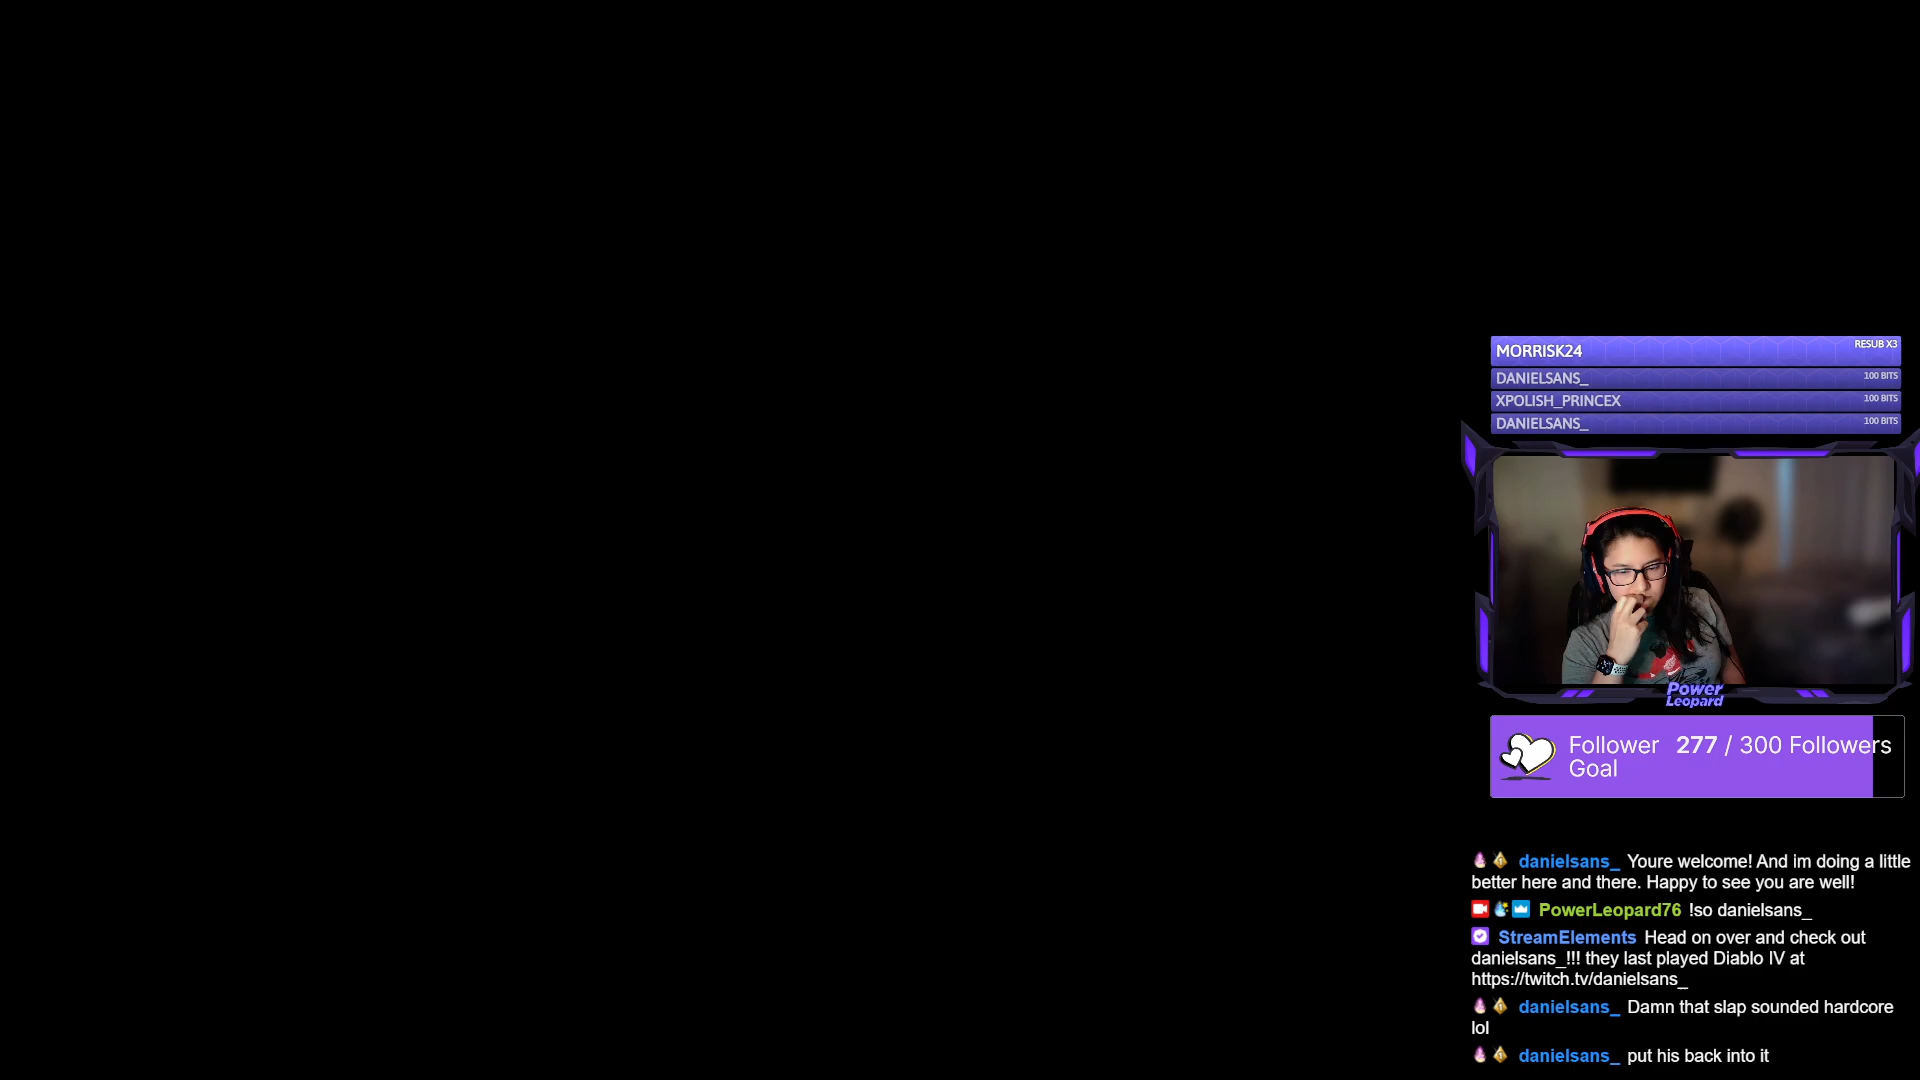 MORRISK24 RESUB X3
DANIELSANS_ 100 BITS
XPOLISH_PRINCEX 100 BITS
DANIELSANS_ 100 BITS
Power
Leopard
Follower 277 / 300 Followers
Goal
danielsans_ Youre welcome! And im doing a little
better here and there. Happy to see you are well!
PowerLeopard76 !so danielsans_
StreamElements Head on over and check out
danielsans_!!! they last played Diablo IV at
https://twitch.tv/danielsans_
danielsans_ Damn that slap sounded hardcore
lol
danielsans_ put his back into it